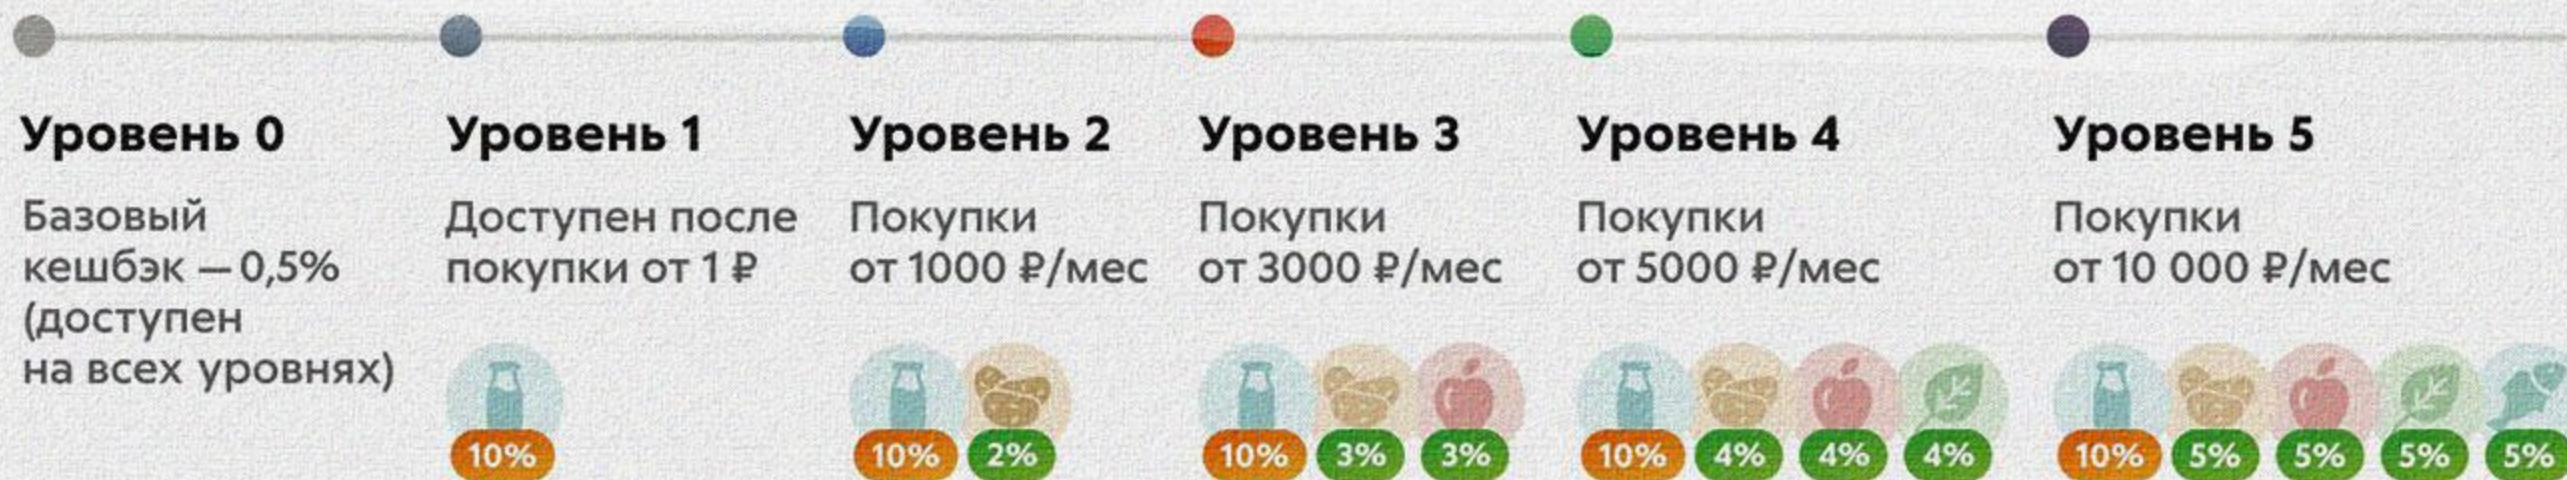 Уровень 0
Базовый
кешбэк — 0,5%
(доступен
на всех уровнях)
Уровень 1
Доступен после
покупки от 1 ₽
10%
Уровень 2
Покупки
от 1000 ₽/мес
10% 2%
Уровень 3
Покупки
от 3000 ₽/мес
10% 3% 3%
Уровень 4
Покупки
от 5000 ₽/мес
10% 4% 4% 4%
Уровень 5
Покупки
от 10 000 ₽/мес
10% 5% 5% 5% 5%